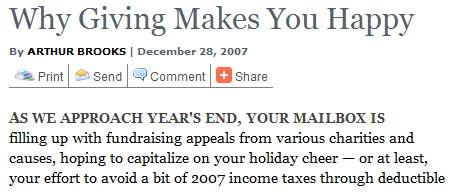 Why Giving Makes You Happy
By ARTHUR BROOKS | December 28, 2007
Print Send Comment Share
AS WE APPROACH YEAR'S END, YOUR MAILBOX IS
filling up with fundraising appeals from various charities and
causes, hoping to capitalize on your holiday cheer — or at least,
your effort to avoid a bit of 2007 income taxes through deductible